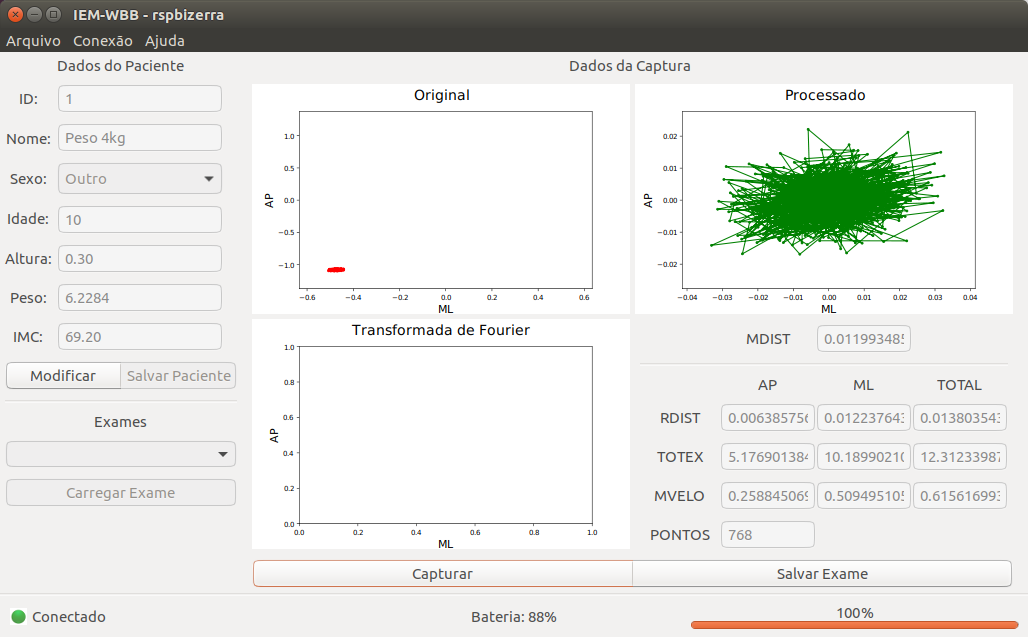 IEM-WBB - rspbizerra
Arquivo Conexão Ajuda
Dados do Paciente
ID: 1
Nome: Peso 4kg
Sexo: Outro
Idade: 10
Altura: 0.30
Peso: 6.2284
IMC: 69.20
Modificar Salvar Paciente
Exames
Carregar Exame
Dados da Captura
Original
AP
1.0
0.5
0.0
−0.5
−1.0
−0.6 −0.4 −0.2 0.0 0.2 0.4 0.6
ML
Processado
AP
0.02
0.01
0.00
−0.01
−0.02
−0.04 −0.03 −0.02 −0.01 0.00 0.01 0.02 0.03 0.04
ML
Transformada de Fourier
AP
1.0
0.8
0.6
0.4
0.2
0.0
0.0 0.2 0.4 0.6 0.8 1.0
ML
MDIST 0.01199348
AP ML TOTAL
RDIST 0.00638575 0.01223764 0.01380354
TOTEX 5.17690138 10.1899021 12.3123398
MVELO 0.25884506 0.50949510 0.61561699
PONTOS 768
Capturar Salvar Exame
Conectado
Bateria: 88%
100%